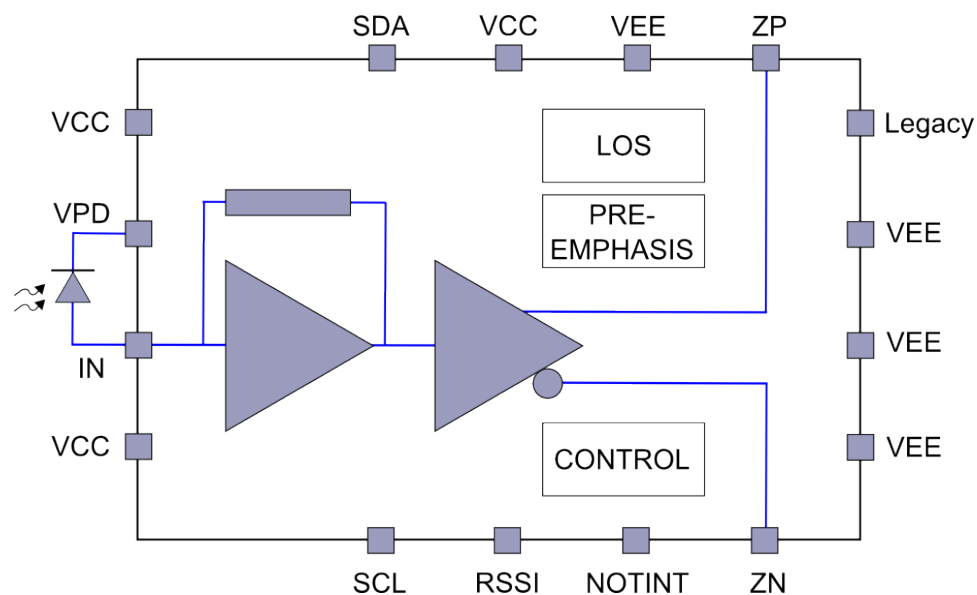 SDA
VCC
VEE
ZP
VCC
LOS
Legacy
VPD
PRE-
EMPHASIS
VEE
IN
VEE
VCC
CONTROL
VEE
SCL
RSSI
NOTINT
ZN